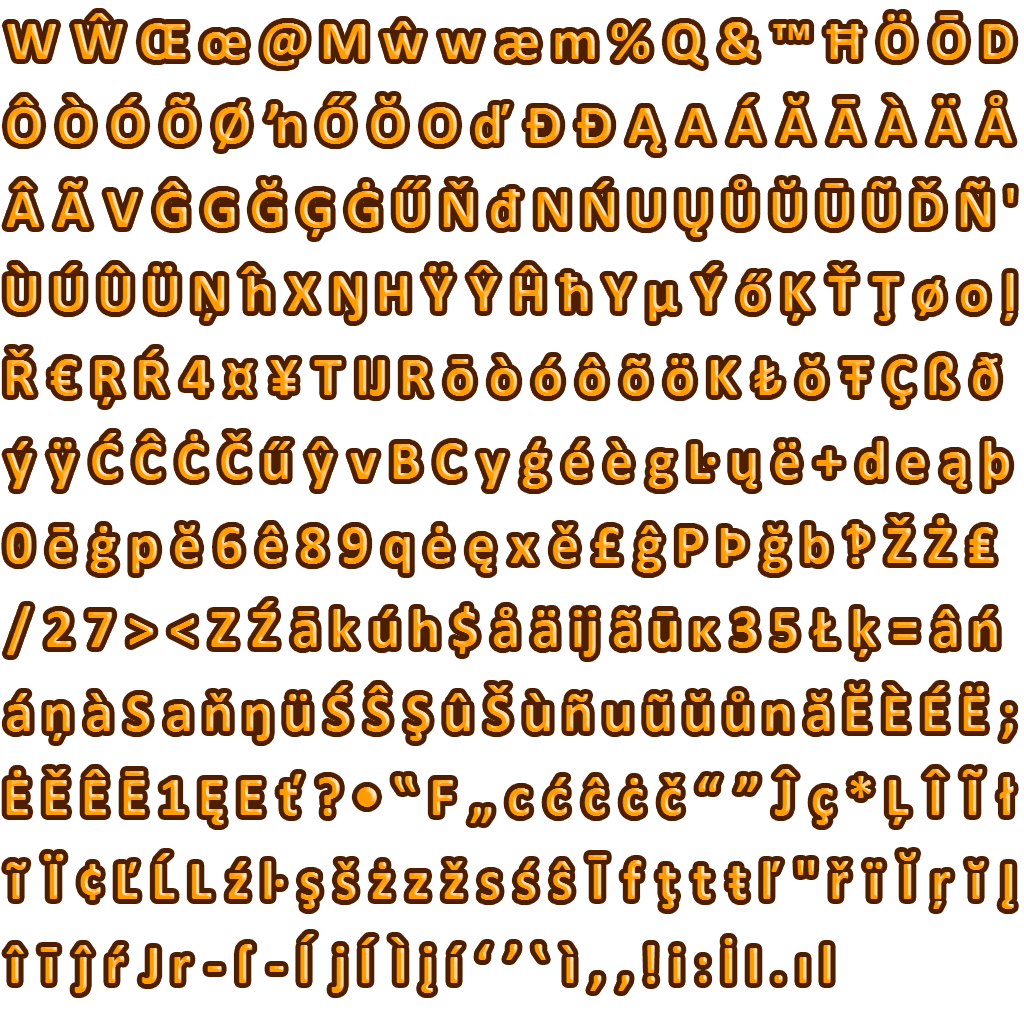 W Ŵ Œ œ @ M ŵ w æ m % Q & ™ Ħ Ö Ō D
Ô Ò Ó Õ Ø ŉ Ő Ŏ O ď Đ Ð Ą A Á Ă Ā À Ä Å
Â Ã V Ĝ G Ğ Ģ Ġ Ű Ň đ N Ń U Ų Ů Ŭ Ū Ũ Ď Ñ '
Ù Ú Û Ü Ņ ĥ X Ŋ H Ÿ Ŷ Ĥ ħ Y µ Ý ő Ķ Ť Ţ ø o ļ
Ř € Ŗ Ŕ 4 ¤ ¥ T Ĳ R ō ò ó ô õ ö K ₺ ŏ Ŧ Ç ß ð
ý ÿ Ć Ĉ Ċ Č ű ŷ v B C y ǵ é è g Ŀ ų ë + d e ą þ
0 ē ġ p ĕ 6 ê 8 9 q ė ę x ě £ ĝ P Þ ğ b ‽ Ž Ż ₤
/ 2 7 > < Z Ź ā k ú h $ å ä ĳ ã ū ĸ 3 5 Ł ķ = â ń
á ņ à S a ň ŋ ü Ś Ŝ Ş û Š ù ñ u ũ ŭ ů n ă Ĕ È É Ë ;
Ė Ě Ê Ē 1 Ę E ť ? • ‟ F „ c ć ĉ ċ č “ ” Ĵ ç * Ļ Î Ĩ ł
ĩ Ï ¢ Ľ Ĺ L ź ŀ ş š ż z ž s ś ŝ Ī f ţ t ŧ ľ " ř ï Ĭ ŗ ĭ Į
î ī ĵ ŕ J r - ſ - Í j Í Ì į í ‘ ’ ‛ ì , ‚ ! i : İ I . ı l